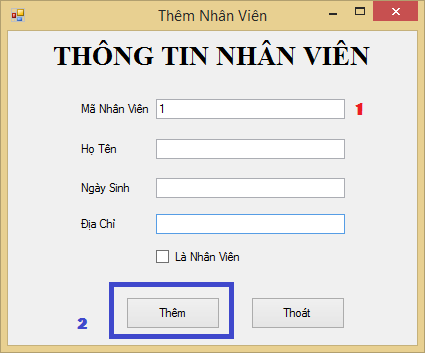 Thêm Nhân Viên
THÔNG TIN NHÂN VIÊN
Mã Nhân Viên 1 1
Họ Tên
Ngày Sinh
Địa Chỉ
Là Nhân Viên
2 Thêm Thoát